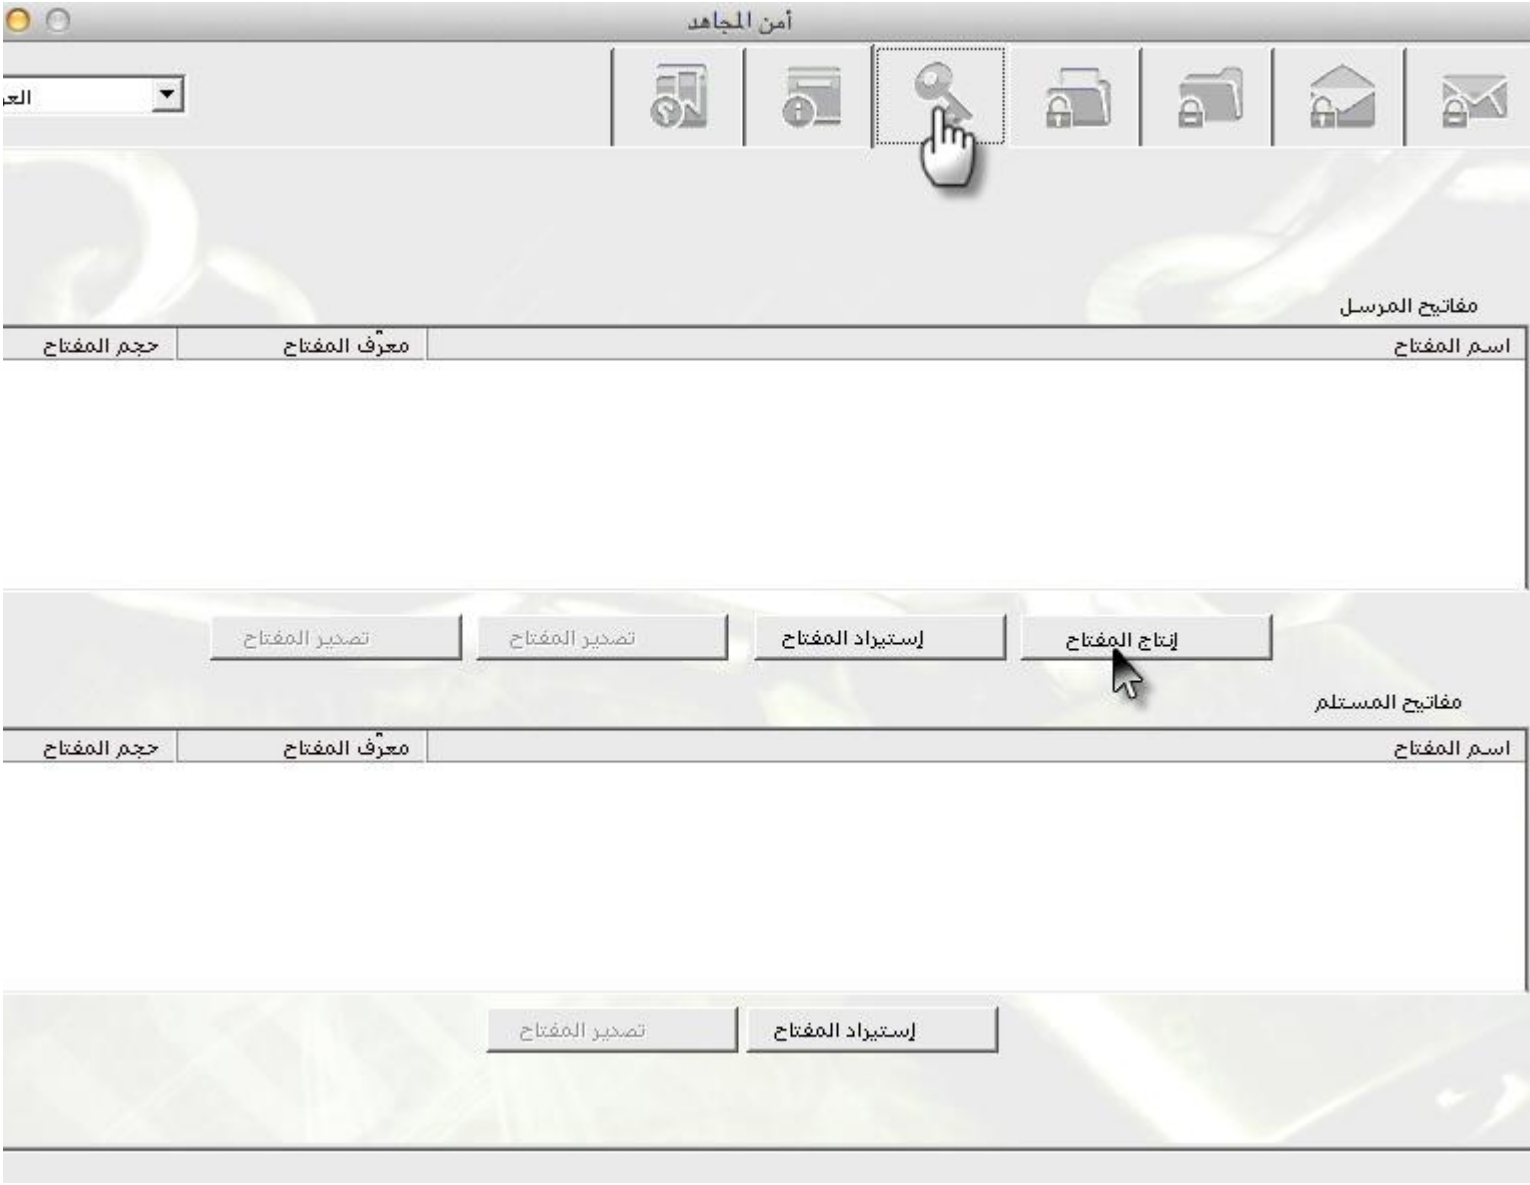 أمن المجاهد
مفاتيح المرسل
اسم المفتاح
معرّف المفتاح
حجم المفتاح
إنتاج المفتاح
إستيراد المفتاح
تصدير المفتاح
تصدير المفتاح
مفاتيح المستلم
اسم المفتاح
معرّف المفتاح
حجم المفتاح
إستيراد المفتاح
تصدير المفتاح